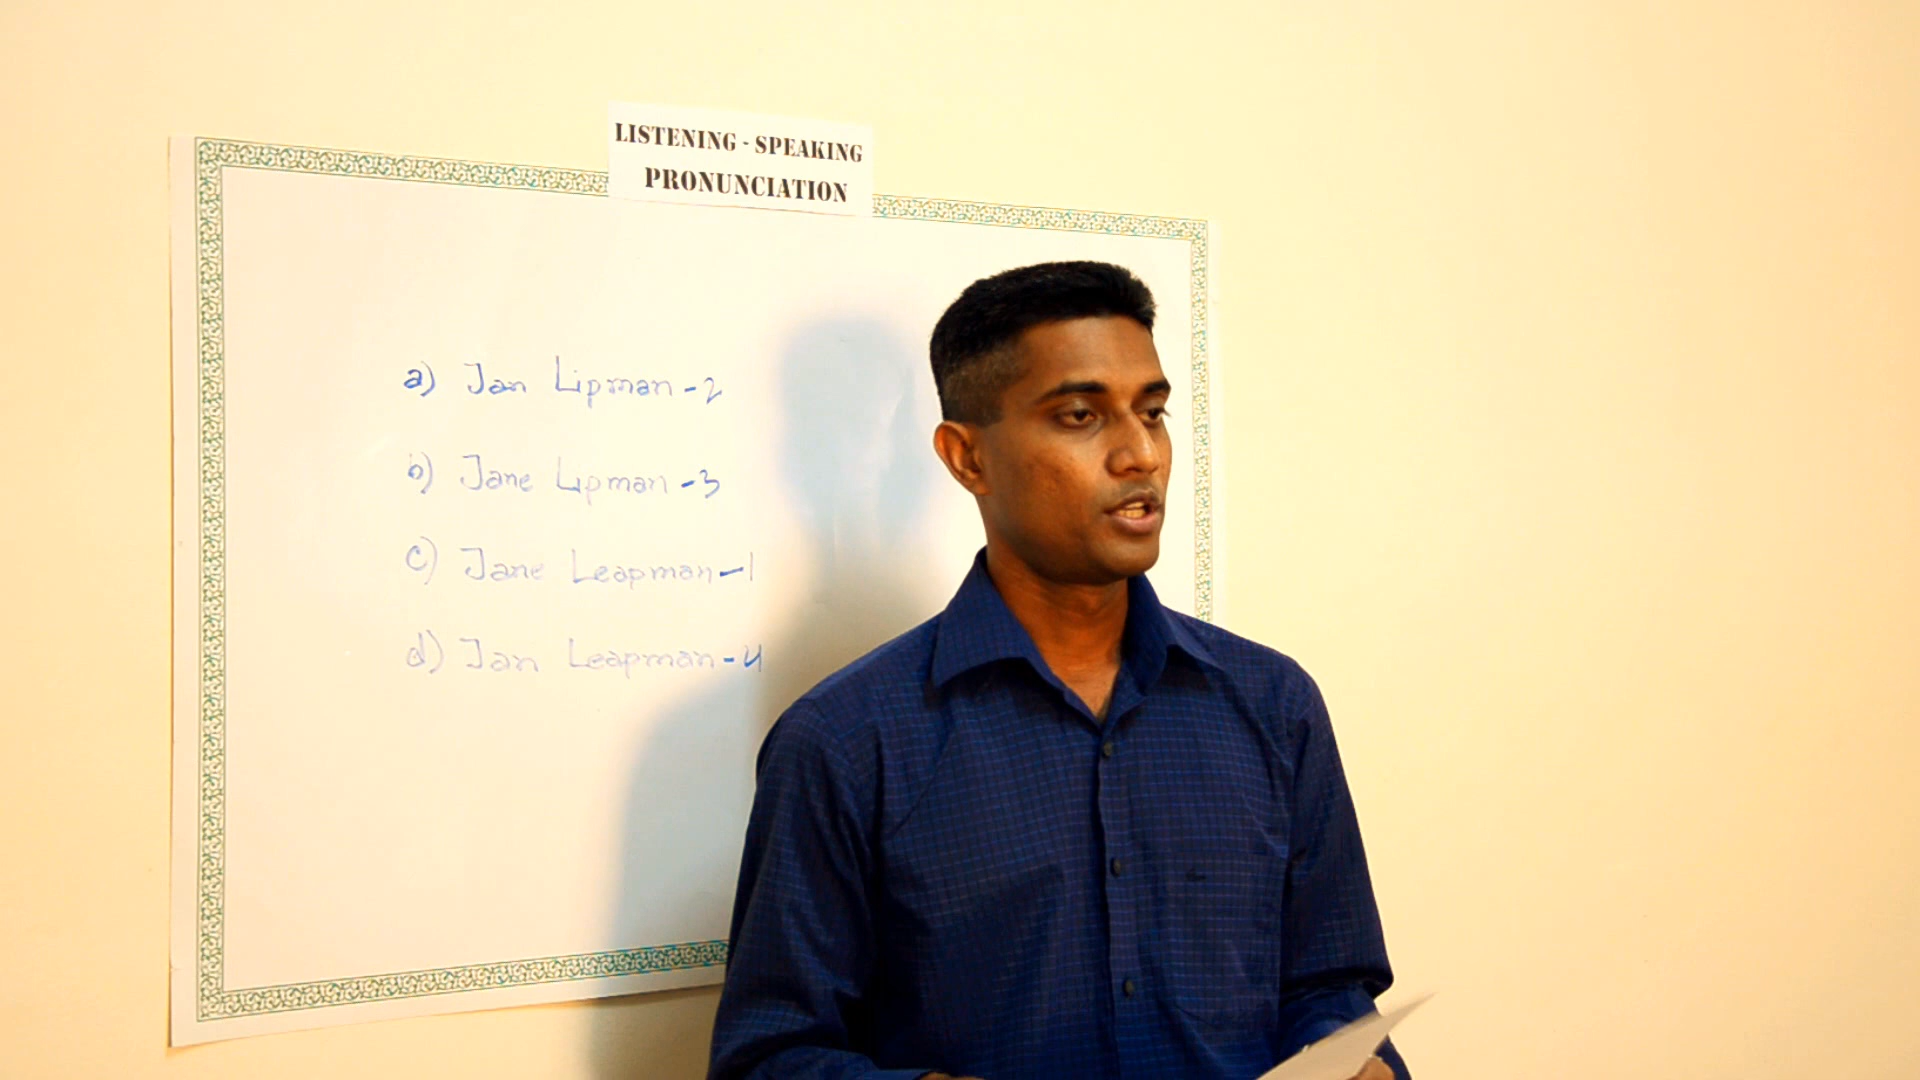 LISTENING - SPEAKING
PRONUNCIATION
a) Jan Lipman - 2
b) Jane Lipman - 3
c) Jane Leapman - 1
d) Jan Leapman - 4